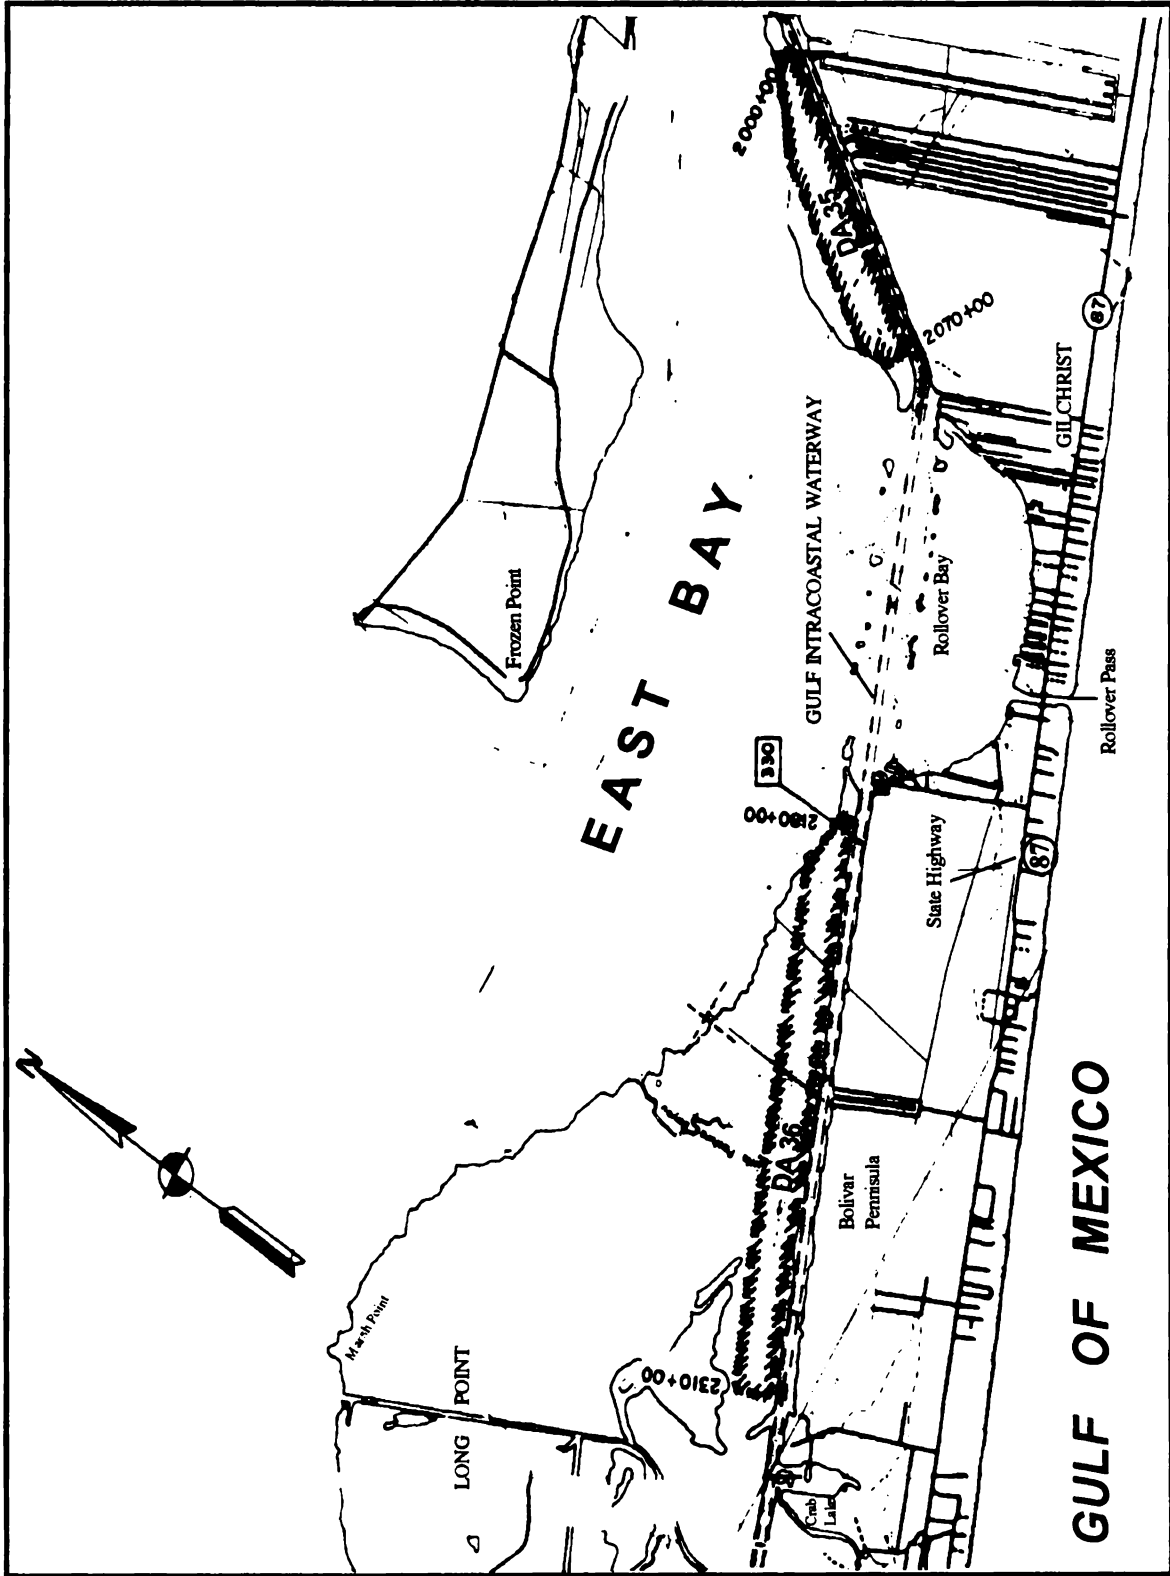 N
Marsh Point
LONG POINT
2310+00
Crab
Lake
DA 36
Bolivar
Pennisula
GULF OF MEXICO
EAST BAY
Frozen Point
330
2180+00
State Highway
87
GULF INTRACOASTAL WATERWAY
Rollover Bay
Rollover Pass
GILCHRIST
87
2070+00
DA 35
2000+00